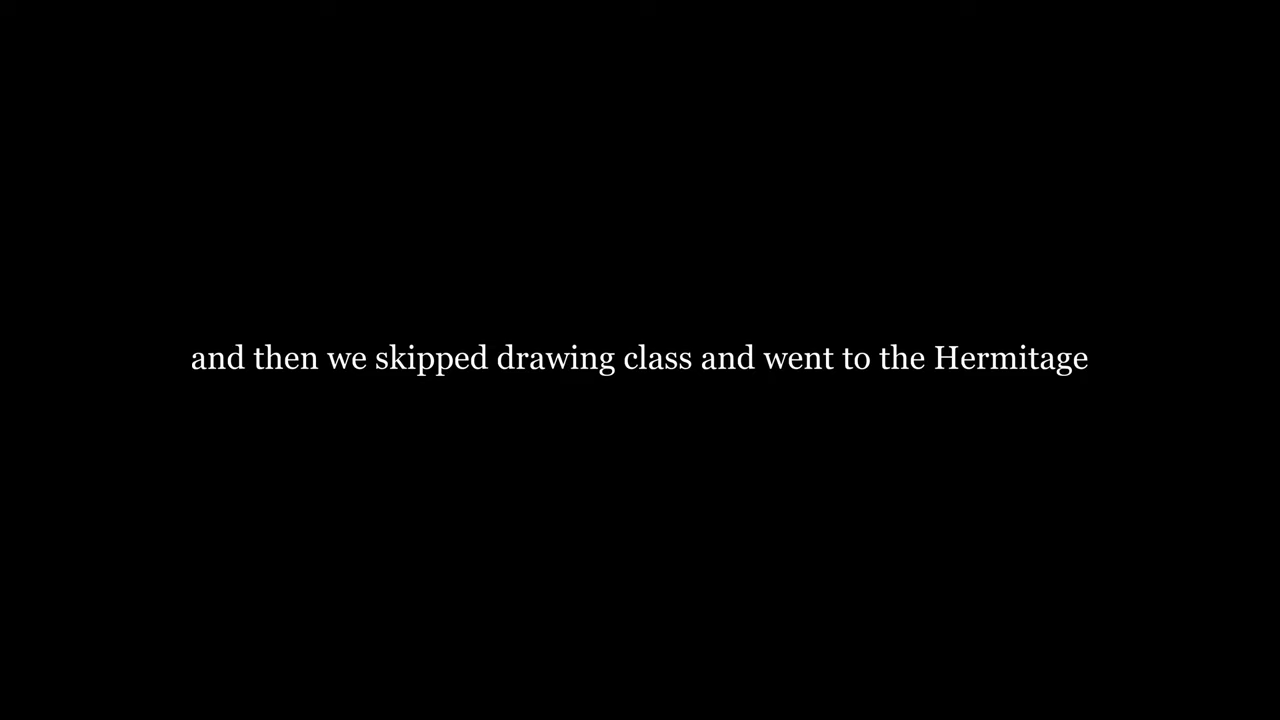 and then we skipped drawing class and went to the Hermitage